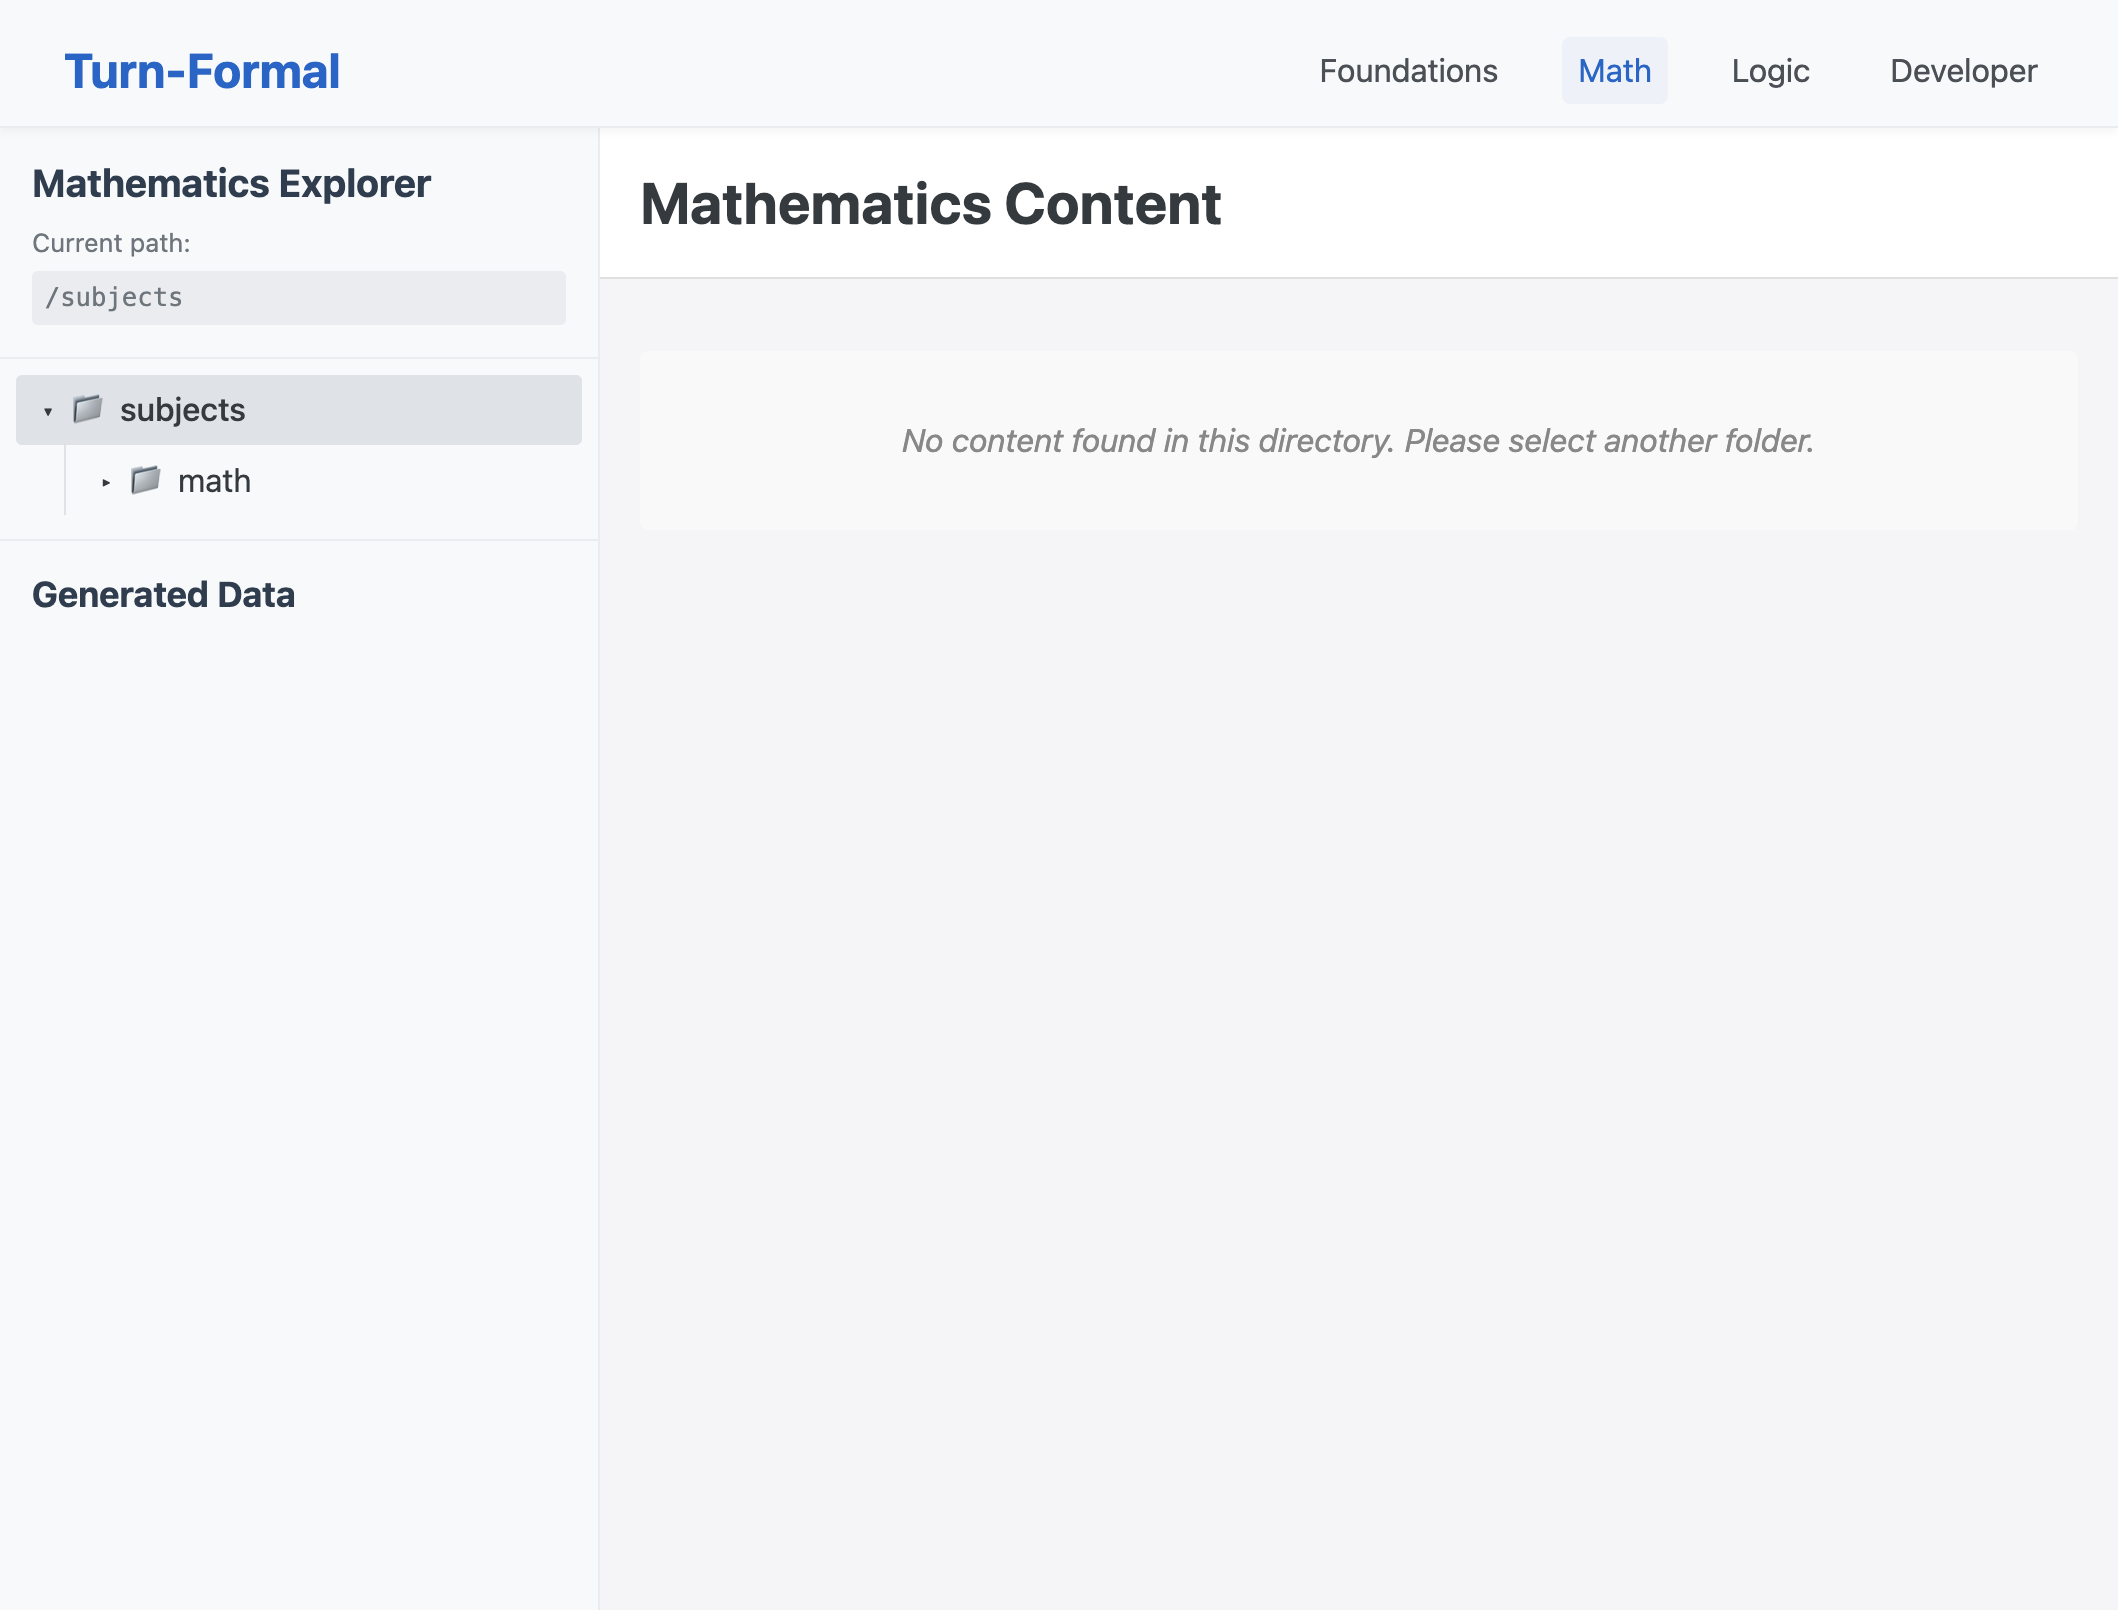 Turn-Formal
Foundations
Math
Logic
Developer
Mathematics Explorer
Current path:
/subjects
subjects
math
Generated Data
Mathematics Content
No content found in this directory. Please select another folder.